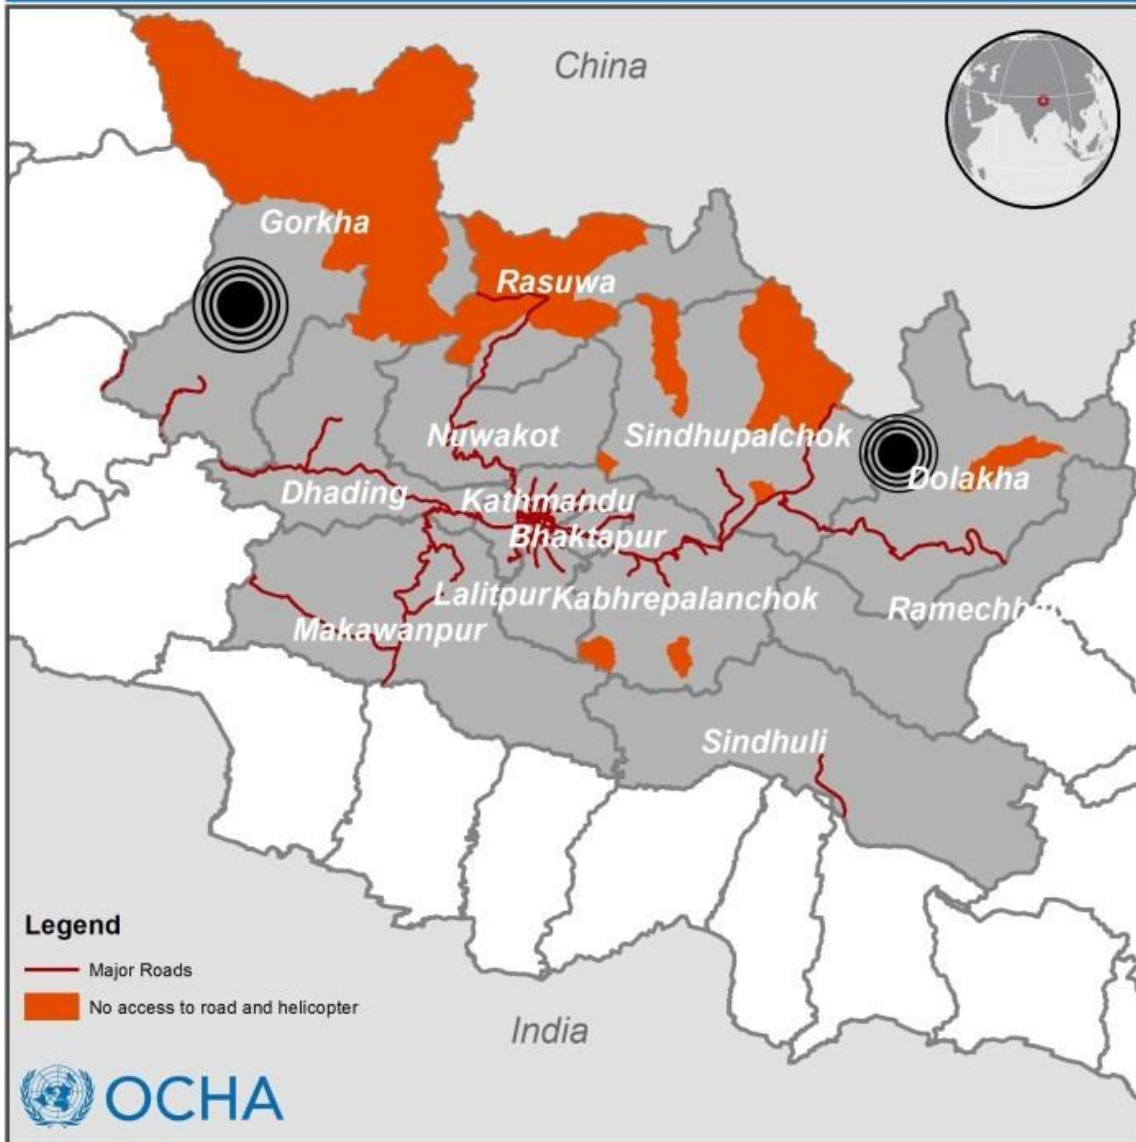 China
Gorkha
Rasuwa
Nuwakot
Sindhupalchok
Dolakha
Dhading
Kathmandu
Bhaktapur
Lalitpur
Kabhrepalanchok
Ramechhap
Makawanpur
Sindhuli
Legend
Major Roads
No access to road and helicopter
India
OCHA